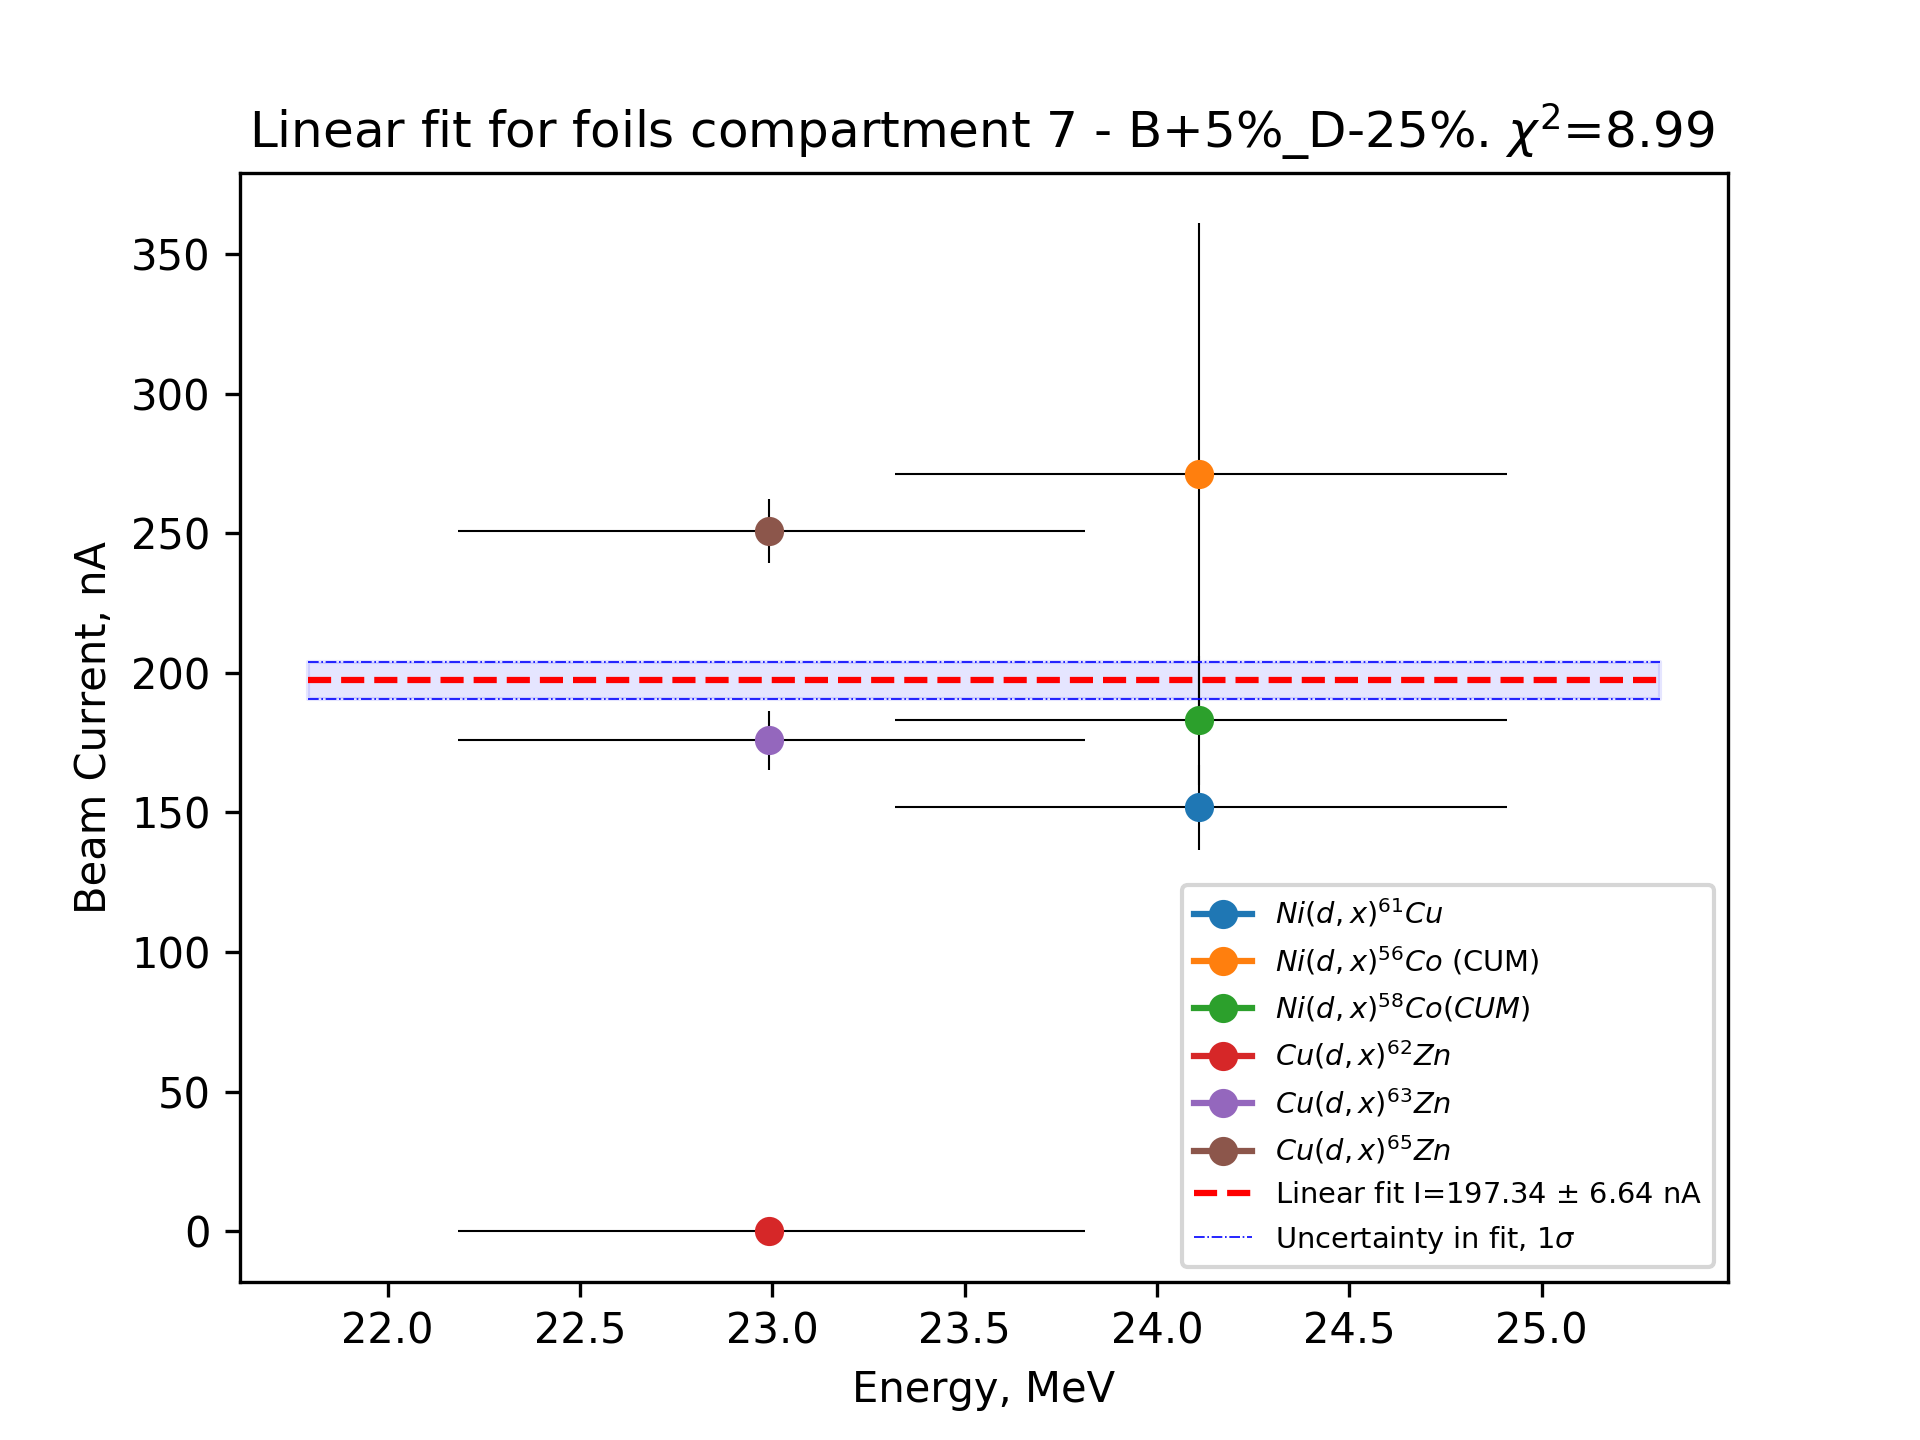 Linear fit for foils compartment 7 - B+5%_D-25%. χ²=8.99
Beam Current, nA
350
300
250
200
150
100
50
0
Ni(d, x)⁶¹Cu
Ni(d, x)⁵⁶Co (CUM)
Ni(d, x)⁵⁸Co(CUM)
Cu(d, x)⁶²Zn
Cu(d, x)⁶³Zn
Cu(d, x)⁶⁵Zn
Linear fit I=197.34 ± 6.64 nA
Uncertainty in fit, 1σ
22.0 22.5 23.0 23.5 24.0 24.5 25.0
Energy, MeV